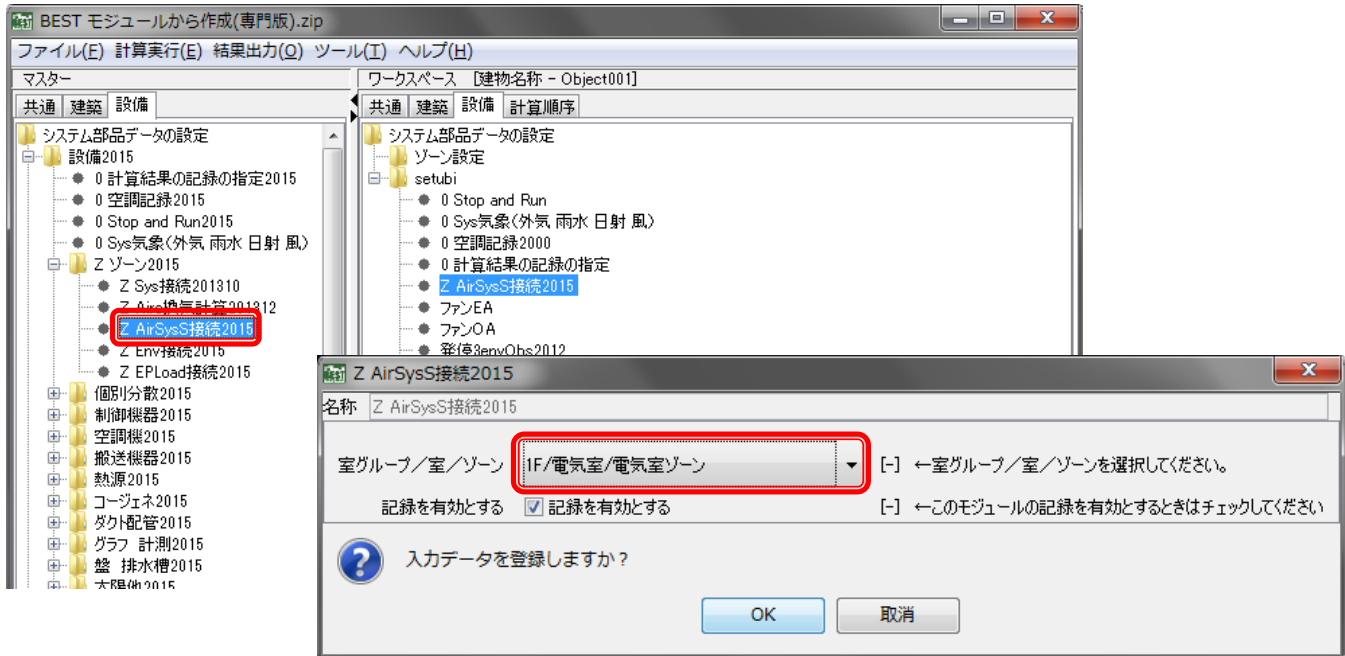 BEST モジュールから作成(専門版).zip
ファイル(F) 計算実行(E) 結果出力(O) ツール(T) ヘルプ(H)
マスター
共通 建築 設備
システム部品データの設定
設備2015
0 計算結果の記録の指定2015
0 空調記録2015
0 Stop and Run2015
0 Sys気象(外気 雨水 日射 風)
Z ゾーン2015
Z Sys接続201310
Z AirSysS接続2015
Z Env接続2015
Z EPLoad接続2015
個別分散2015
制御機器2015
空調機2015
搬送機器2015
熱源2015
コージェネ2015
ダクト配管2015
グラフ 計測2015
盤 排水槽2015
ワークスペース [建物名称 - Object001]
共通 建築 設備 計算順序
システム部品データの設定
ゾーン設定
setubi
0 Stop and Run
0 Sys気象(外気 雨水 日射 風)
0 空調記録2000
0 計算結果の記録の指定
Z AirSysS接続2015
ファンEA
ファンOA
発停3envObs2012
Z AirSysS接続2015
名称 Z AirSysS接続2015
室グループ/室/ゾーン 1F/電気室/電気室ゾーン [-] ←室グループ/室/ゾーンを選択してください。
記録を有効とする 記録を有効とする [-] ←このモジュールの記録を有効とするときはチェックしてください
入力データを登録しますか?
OK 取消